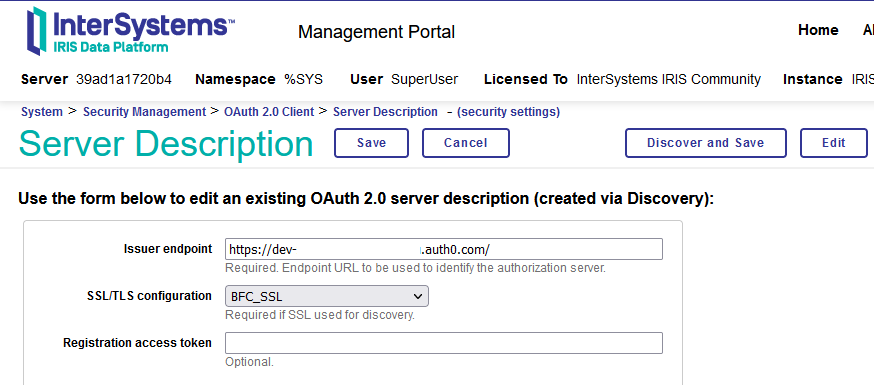 InterSystems™
IRIS Data Platform
Management Portal
Home
Server 39ad1a1720b4 Namespace %SYS User SuperUser Licensed To InterSystems IRIS Community Instance
System > Security Management > OAuth 2.0 Client > Server Description – (security settings)
Server Description Save Cancel Discover and Save Edit
Use the form below to edit an existing OAuth 2.0 server description (created via Discovery):
Issuer endpoint https://dev- .auth0.com/
Required. Endpoint URL to be used to identify the authorization server.
SSL/TLS configuration BFC_SSL
Required if SSL used for discovery.
Registration access token
Optional.